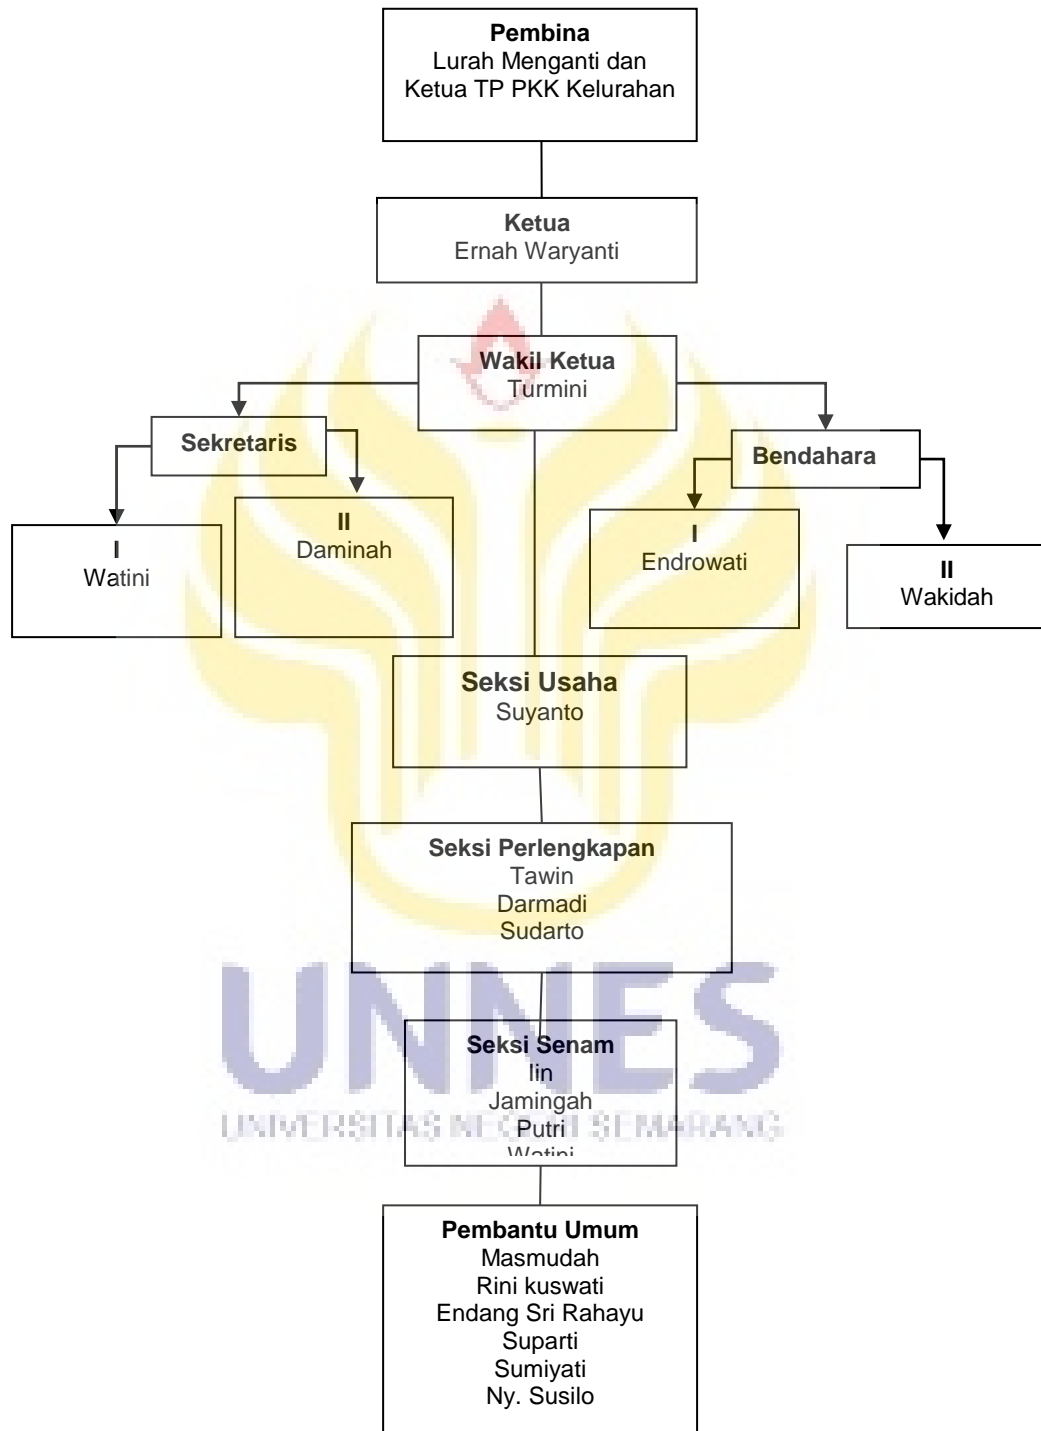 Pembina
Lurah Menganti dan
Ketua TP PKK Kelurahan
Ketua
Ernah Waryanti
Wakil Ketua
Turmini
Sekretaris
Bendahara
I
Watini
II
Daminah
I
Endrowati
II
Wakidah
Seksi Usaha
Suyanto
Seksi Perlengkapan
Tawin
Darmadi
Sudarto
UNNES
UNIVERSITAS NEGERI SEMARANG
Seksi Senam
Iin
Jamingah
Putri
Watini
Pembantu Umum
Masmudah
Rini kuswati
Endang Sri Rahayu
Suparti
Sumiyati
Ny. Susilo